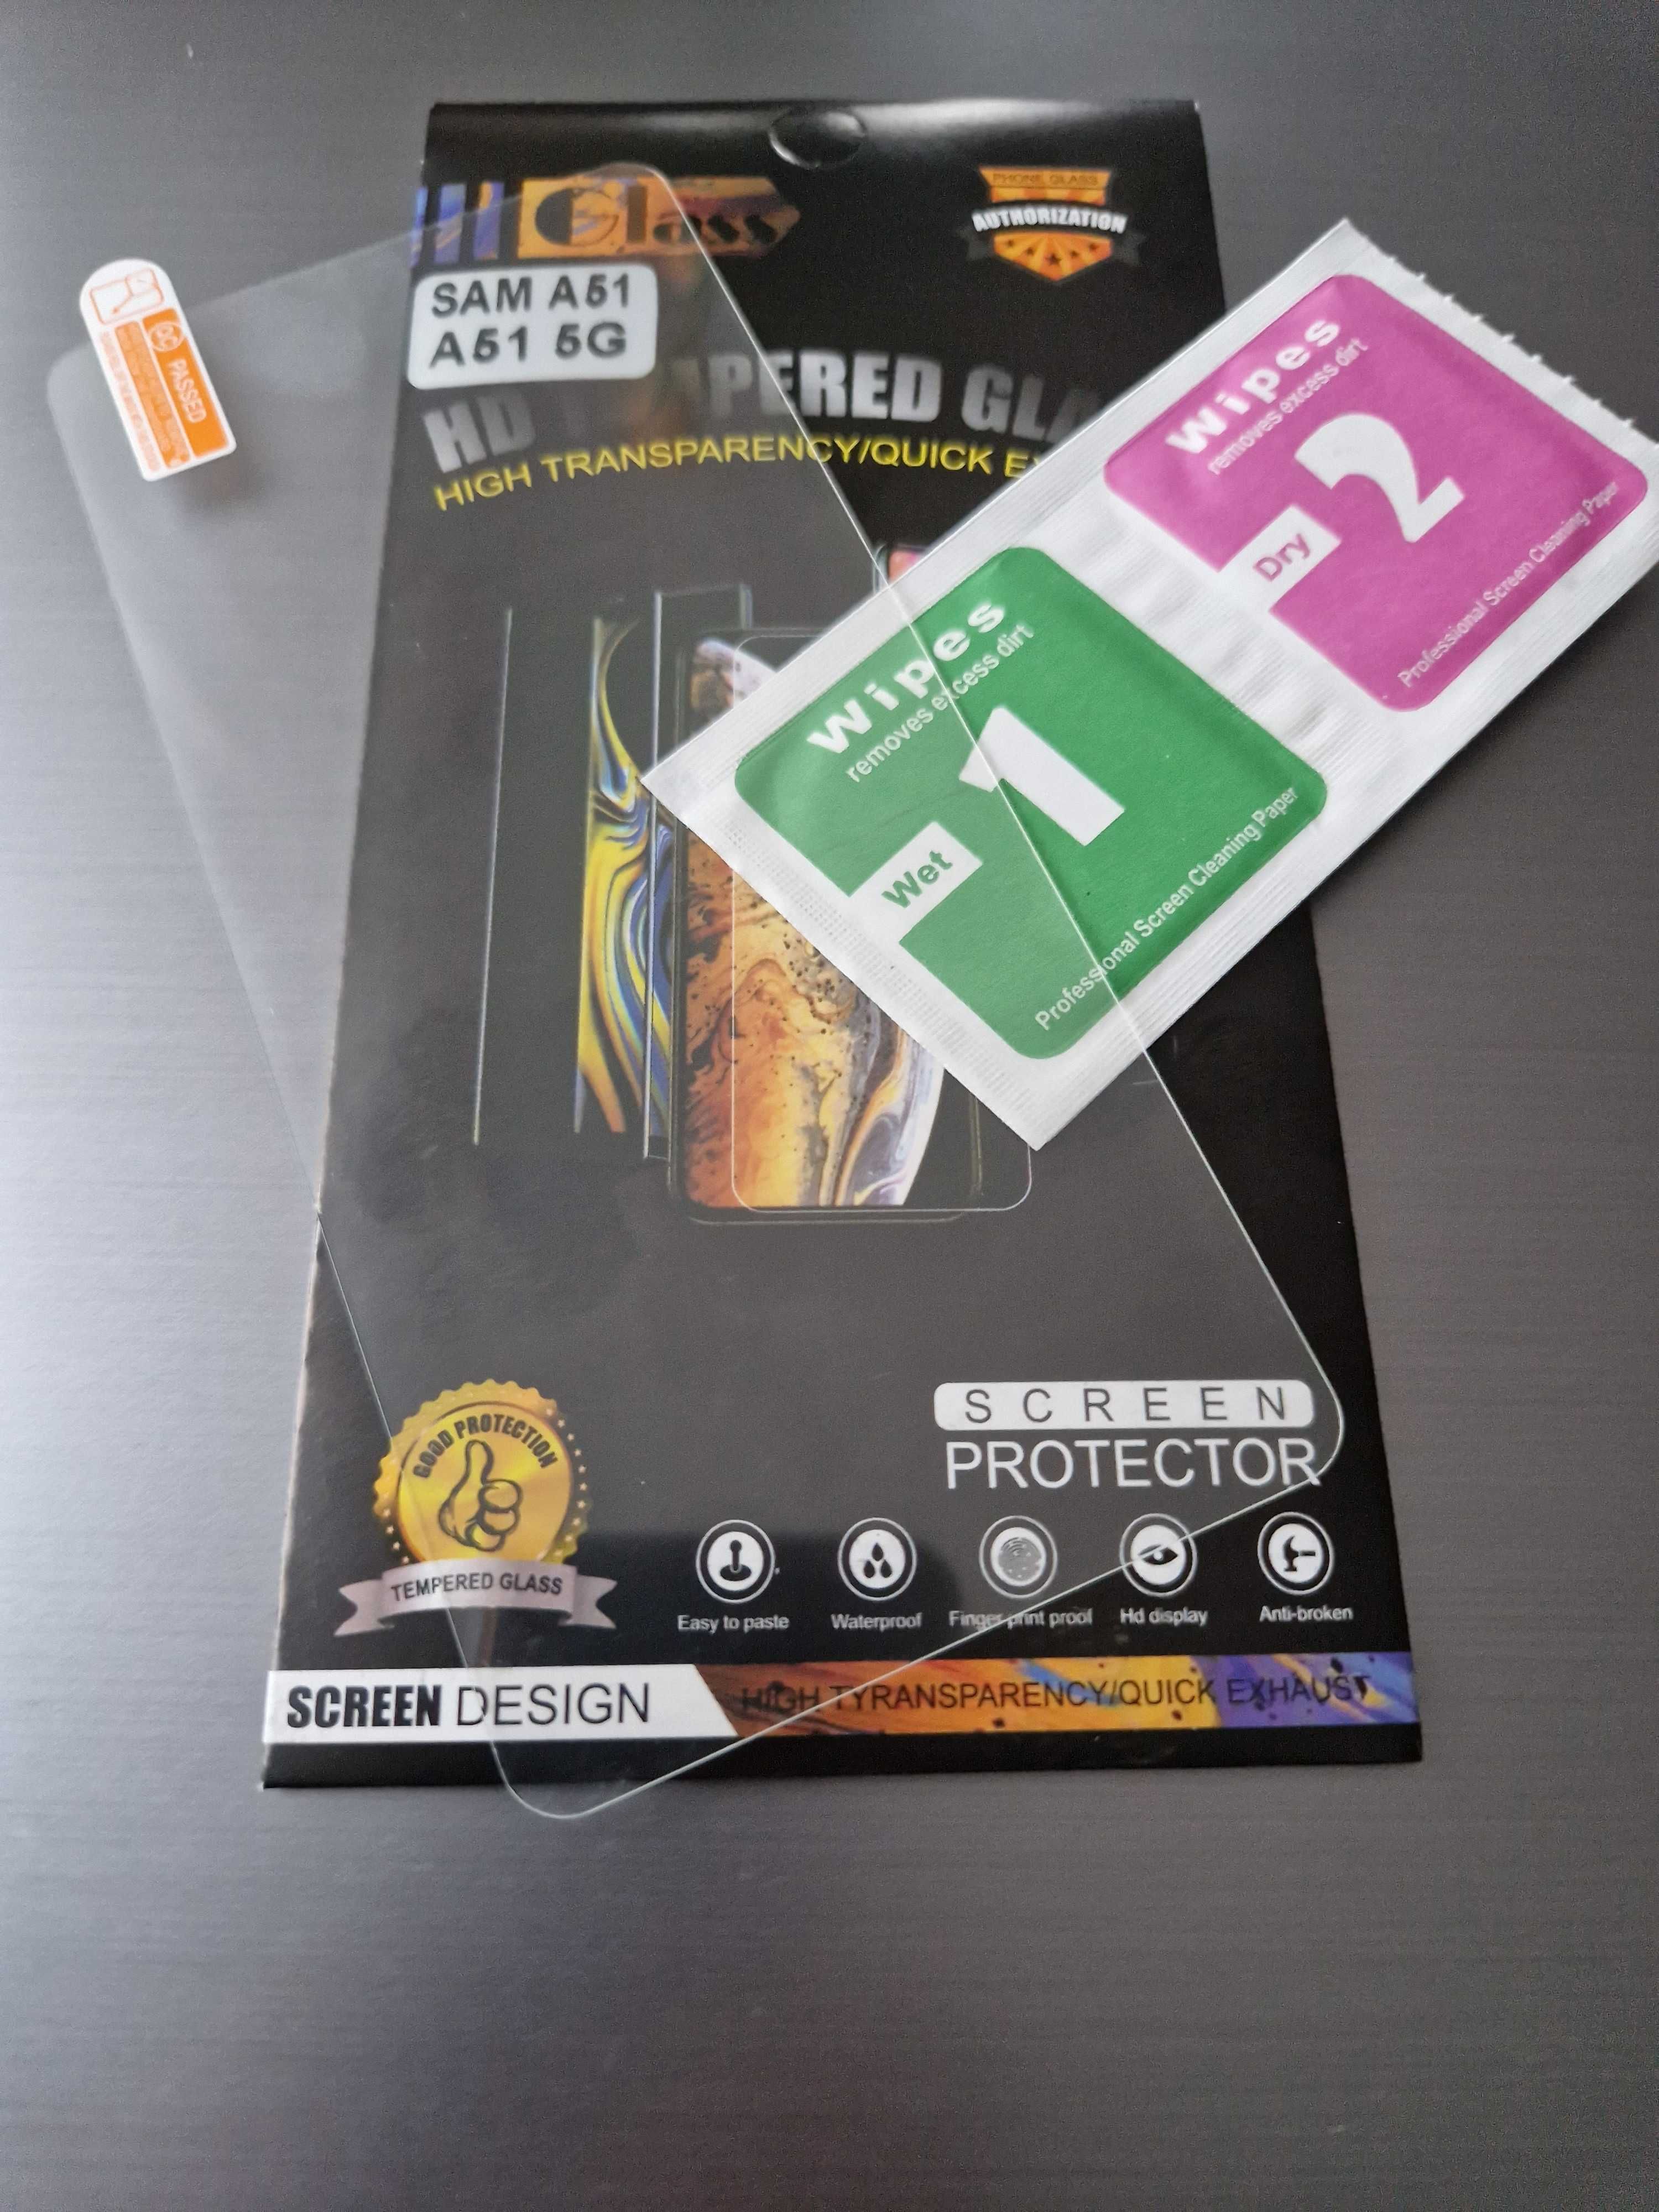 Glass
PHONE GLASS
AUTHORIZATION
SAM A51
A51 5G
HD PERED GLA
HIGH TRANSPARENCY/QUICK
QC PASSED
Wipes
removes excess dirt
2
Dry
Professional Screen Cleaning Paper
Wipes
removes excess dirt
1
Wet
Professional Screen Cleaning Paper
SCREEN
PROTECTOR
GOOD PROTECTION
TEMPERED GLASS
Easy to paste
Waterproof
Finger print proof
Hd display
Anti-broken
SCREEN DESIGN
HIGH TYRANSPARENCY/QUICK EXHAUST